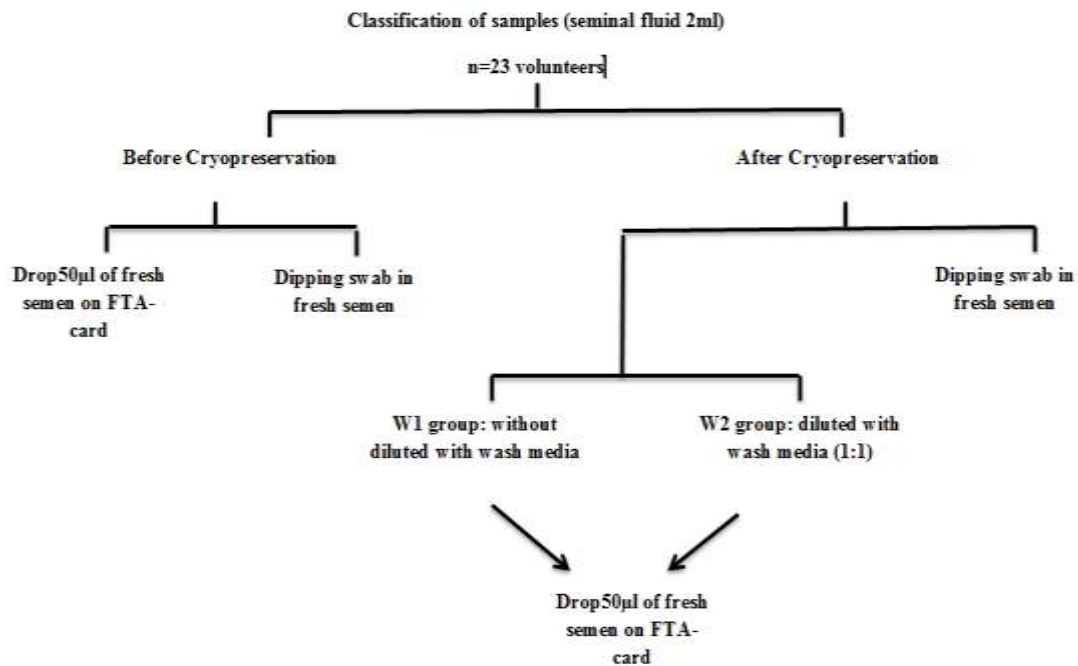 Classification of samples (seminal fluid 2ml)
n=23 volunteers
Before Cryopreservation
After Cryopreservation
Drop50µl of fresh
semen on FTA-
card
Dipping swab in
fresh semen
Dipping swab in
fresh semen
W1 group: without
diluted with wash media
W2 group: diluted with
wash media (1:1)
Drop50µl of fresh
semen on FTA-
card